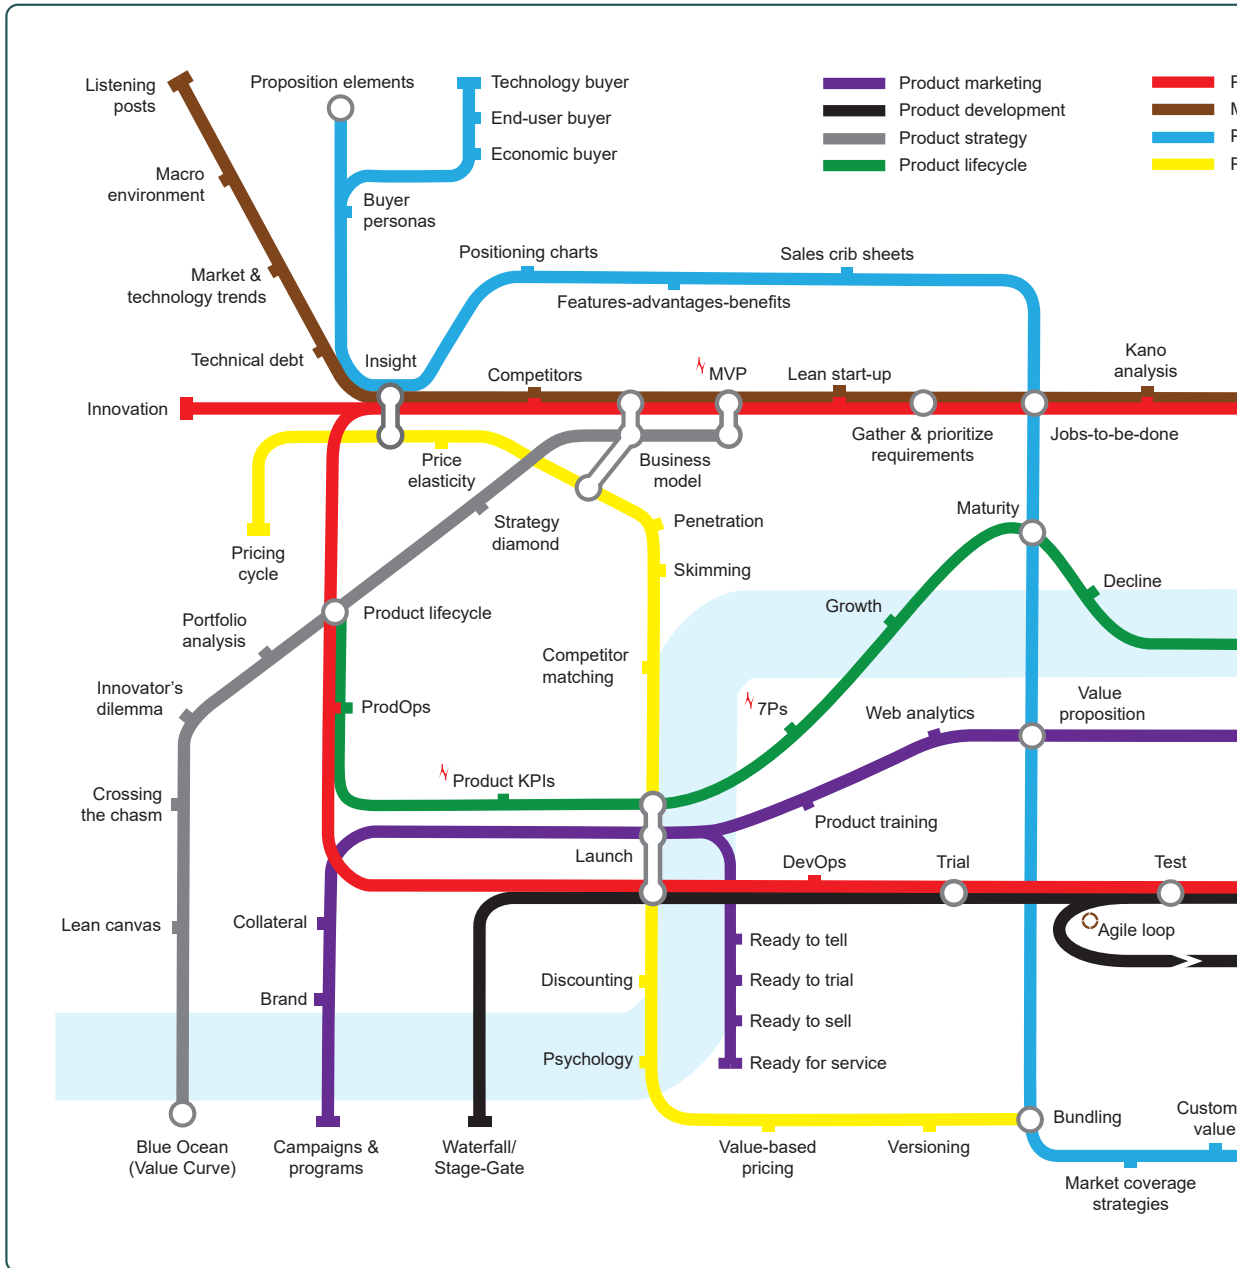 Listening
posts
Proposition elements
Technology buyer
End-user buyer
Economic buyer
Product marketing
Product development
Product strategy
Product lifecycle
Macro
environment
Buyer
personas
Market &
technology trends
Positioning charts
Sales crib sheets
Features-advantages-benefits
Technical debt
Insight
Competitors
MVP
Lean start-up
Kano
analysis
Innovation
Price
elasticity
Business
model
Gather & prioritize
requirements
Jobs-to-be-done
Strategy
diamond
Penetration
Maturity
Pricing
cycle
Skimming
Decline
Portfolio
analysis
Product lifecycle
Growth
Competitor
matching
Innovator's
dilemma
ProdOps
7Ps
Web analytics
Value
proposition
Product KPIs
Crossing
the chasm
Product training
Launch
DevOps
Trial
Test
Lean canvas
Collateral
Agile loop
Ready to tell
Discounting
Ready to trial
Brand
Ready to sell
Psychology
Ready for service
Bundling
Custom
value
Blue Ocean
(Value Curve)
Campaigns &
programs
Waterfall/
Stage-Gate
Value-based
pricing
Versioning
Market coverage
strategies